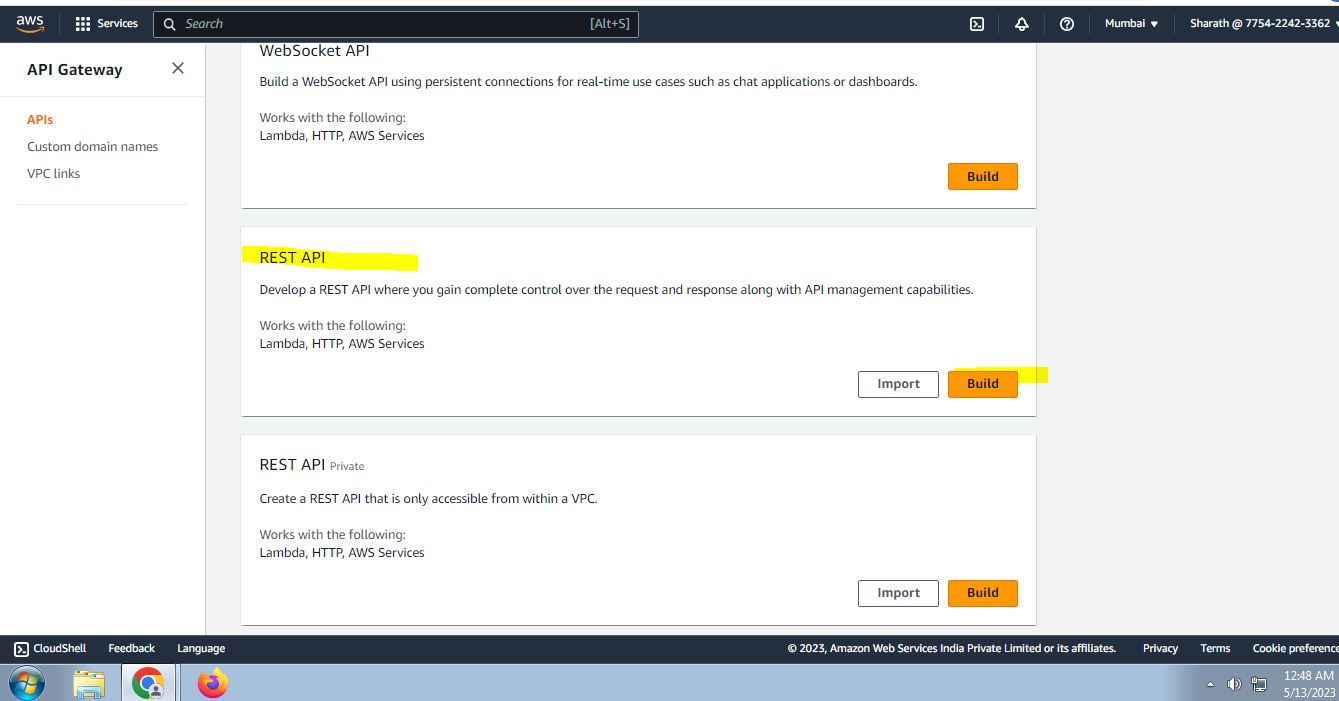 aws
Services
Search
[Alt+S]
Mumbai
Sharath @ 7754-2242-3362
API Gateway
APIs
Custom domain names
VPC links
WebSocket API
Build a WebSocket API using persistent connections for real-time use cases such as chat applications or dashboards.
Works with the following:
Lambda, HTTP, AWS Services
Build
REST API
Develop a REST API where you gain complete control over the request and response along with API management capabilities.
Works with the following:
Lambda, HTTP, AWS Services
Import
Build
REST API Private
Create a REST API that is only accessible from within a VPC.
Works with the following:
Lambda, HTTP, AWS Services
Import
Build
CloudShell
Feedback
Language
© 2023, Amazon Web Services India Private Limited or its affiliates.
Privacy
Terms
Cookie preference
12:48 AM
5/13/2023